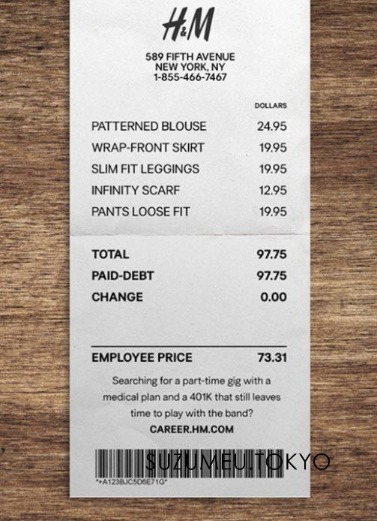 H&M
589 FIFTH AVENUE
NEW YORK, NY
1-855-466-7467
DOLLARS
PATTERNED BLOUSE 24.95
WRAP-FRONT SKIRT 19.95
SLIM FIT LEGGINGS 19.95
INFINITY SCARF 12.95
PANTS LOOSE FIT 19.95
TOTAL 97.75
PAID-DEBT 97.75
CHANGE 0.00
EMPLOYEE PRICE 73.31
Searching for a part-time gig with a
medical plan and a 401K that still leaves
time to play with the band?
CAREER.HM.COM
SUZUMEU.TOKYO
*+A123BJC5D6E71G*